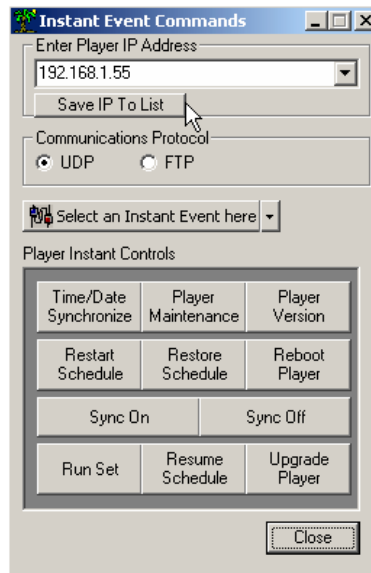 Instant Event Commands
Enter Player IP Address
192.168.1.55
Save IP To List
Communications Protocol
UDP FTP
Select an Instant Event here
Player Instant Controls
Time/Date Synchronize
Player Maintenance
Player Version
Restart Schedule
Restore Schedule
Reboot Player
Sync On
Sync Off
Run Set
Resume Schedule
Upgrade Player
Close